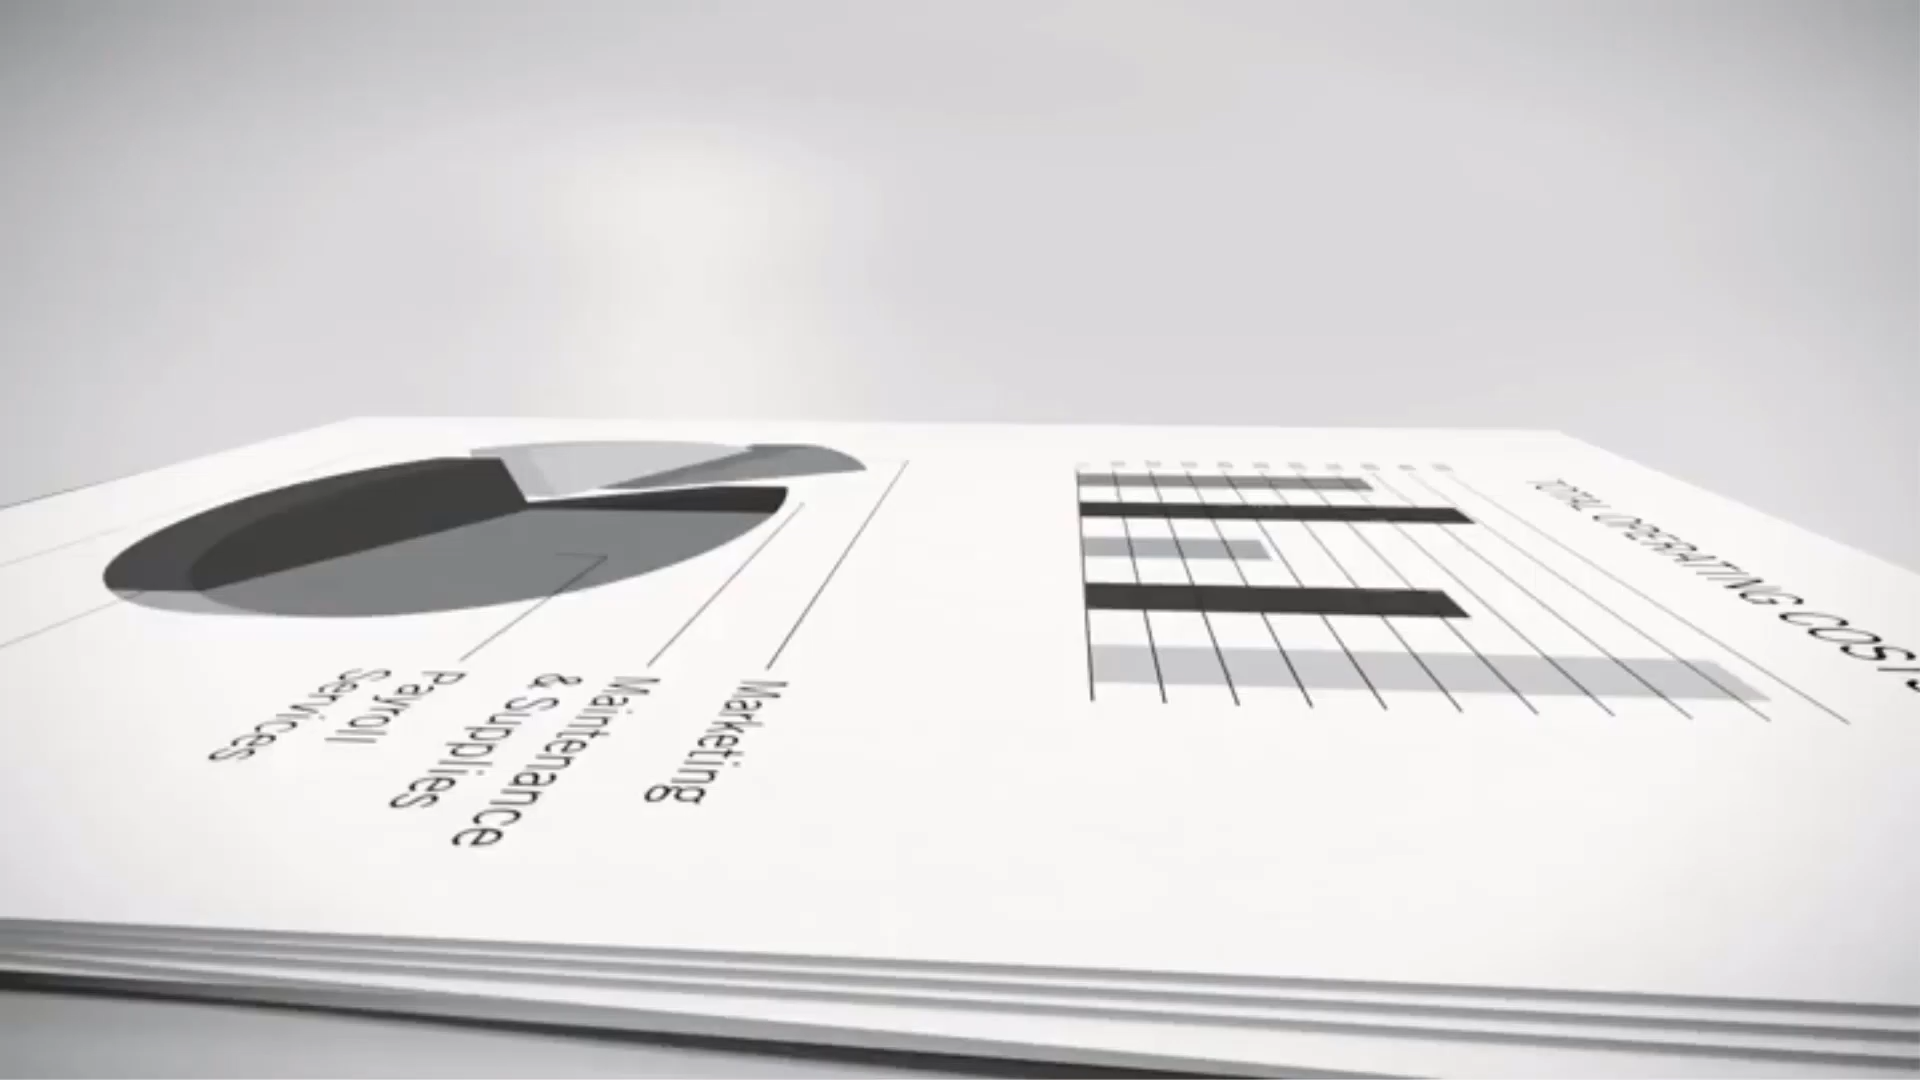 TOTAL OPERATING COSTS
Marketing
Maintenance
& Supplies
Payroll
Services